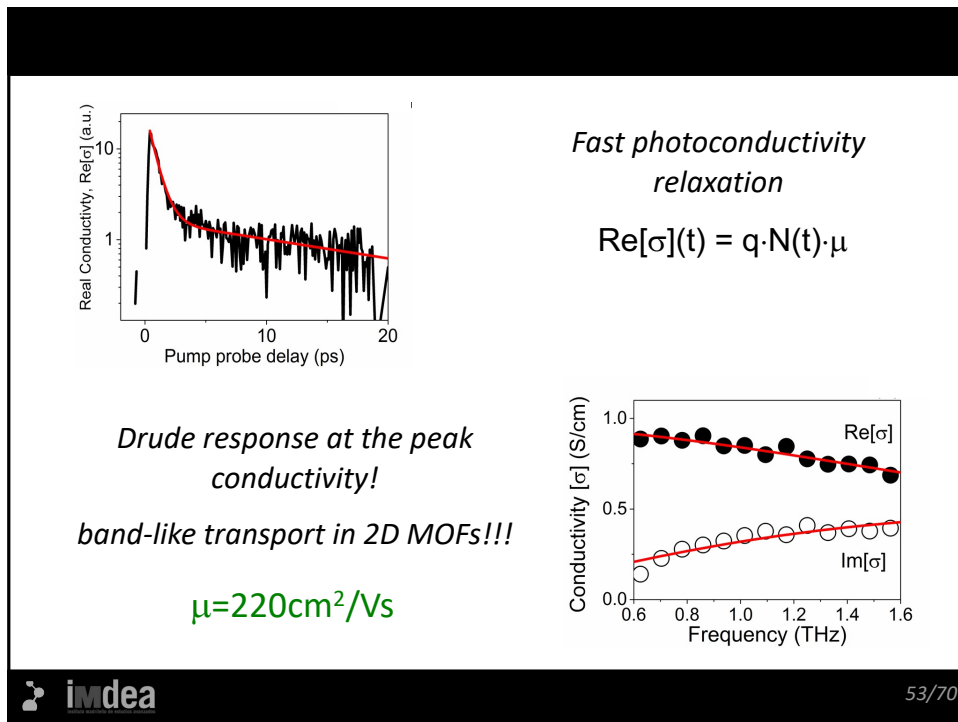 Real Conductivty, Re[σ] (a.u.)
10
1
0 10 20
Pump probe delay (ps)
Fast photoconductivity
relaxation
Re[σ](t) = q·N(t)·μ
Drude response at the peak
conductivity!
band-like transport in 2D MOFs!!!
μ=220cm²/Vs
Conductivity [σ] (S/cm)
1.0
0.5
0.0
Re[σ]
Im[σ]
0.6 0.8 1.0 1.2 1.4 1.6
Frequency (THz)
imdea
53/70